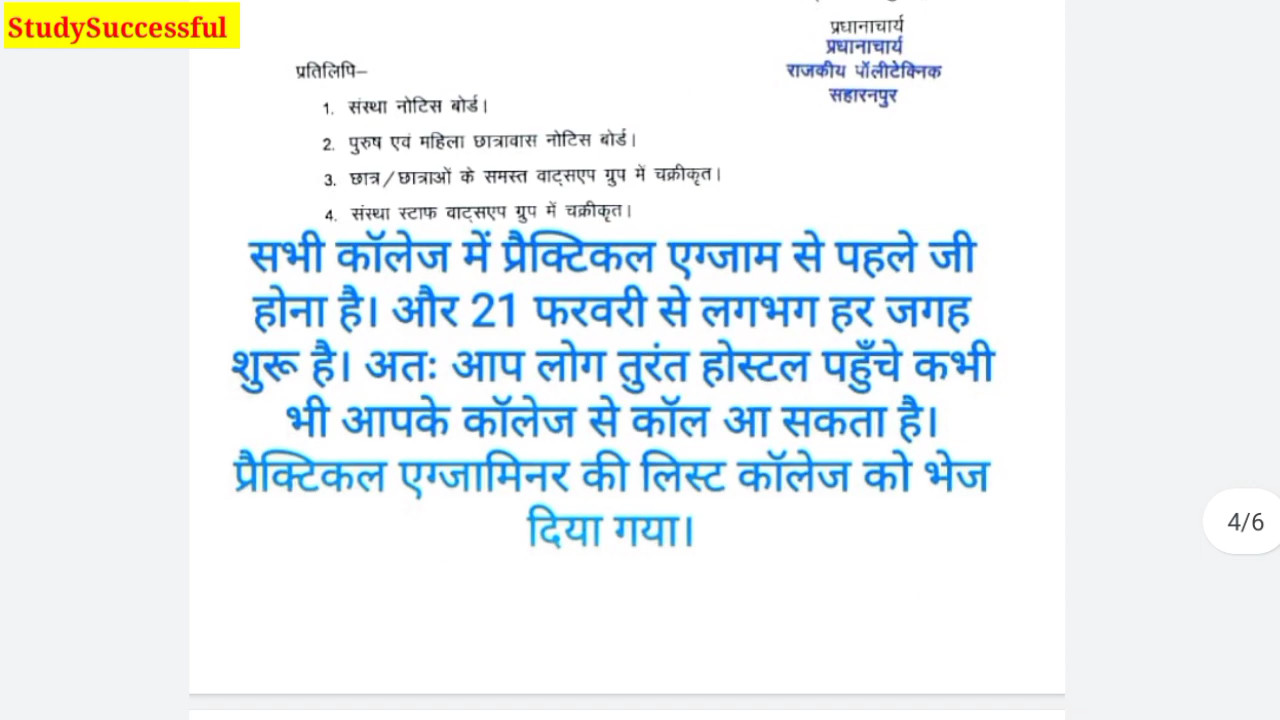 StudySuccessful
प्रधानाचार्य
प्रधानाचार्य
राजकीय पॉलीटेक्निक
सहारनपुर
प्रतिलिपि–
1. संस्था नोटिस बोर्ड।
2. पुरुष एवं महिला छात्रावास नोटिस बोर्ड।
3. छात्र/छात्राओं के समस्त वाट्सएप ग्रुप में चक्रीकृत।
4. संस्था स्टाफ वाट्सएप ग्रुप में चक्रीकृत।
सभी कॉलेज में प्रैक्टिकल एग्जाम से पहले जी
होना है। और 21 फरवरी से लगभग हर जगह
शुरू है। अतः आप लोग तुरंत होस्टल पहुँचे कभी
भी आपके कॉलेज से कॉल आ सकता है।
प्रैक्टिकल एग्जामिनर की लिस्ट कॉलेज को भेज
दिया गया।
4/6